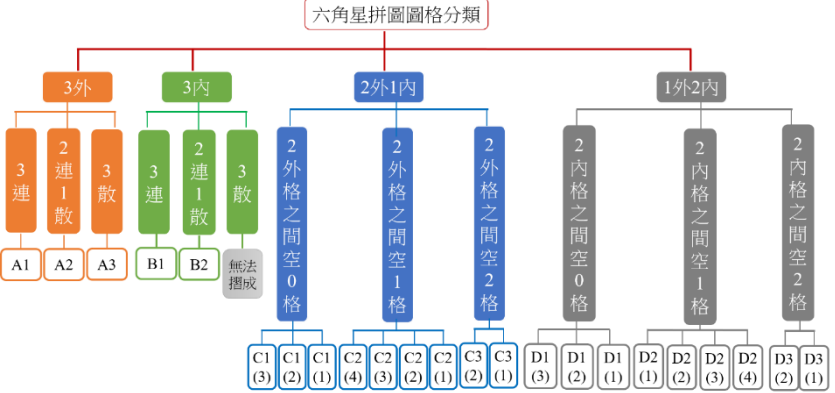 六角星拼圖圖格分類
3外
3內
2外1內
1外2內
3連
2連1散
3散
3連
2連1散
3散
2外格之間空0格
2外格之間空1格
2外格之間空2格
2內格之間空0格
2內格之間空1格
2內格之間空2格
A1
A2
A3
B1
B2
無法
摺成
C1
(3)
C1
(2)
C1
(1)
C2
(4)
C2
(3)
C2
(2)
C2
(1)
C3
(2)
C3
(1)
D1
(3)
D1
(2)
D1
(1)
D2
(1)
D2
(2)
D2
(3)
D2
(4)
D3
(2)
D3
(1)